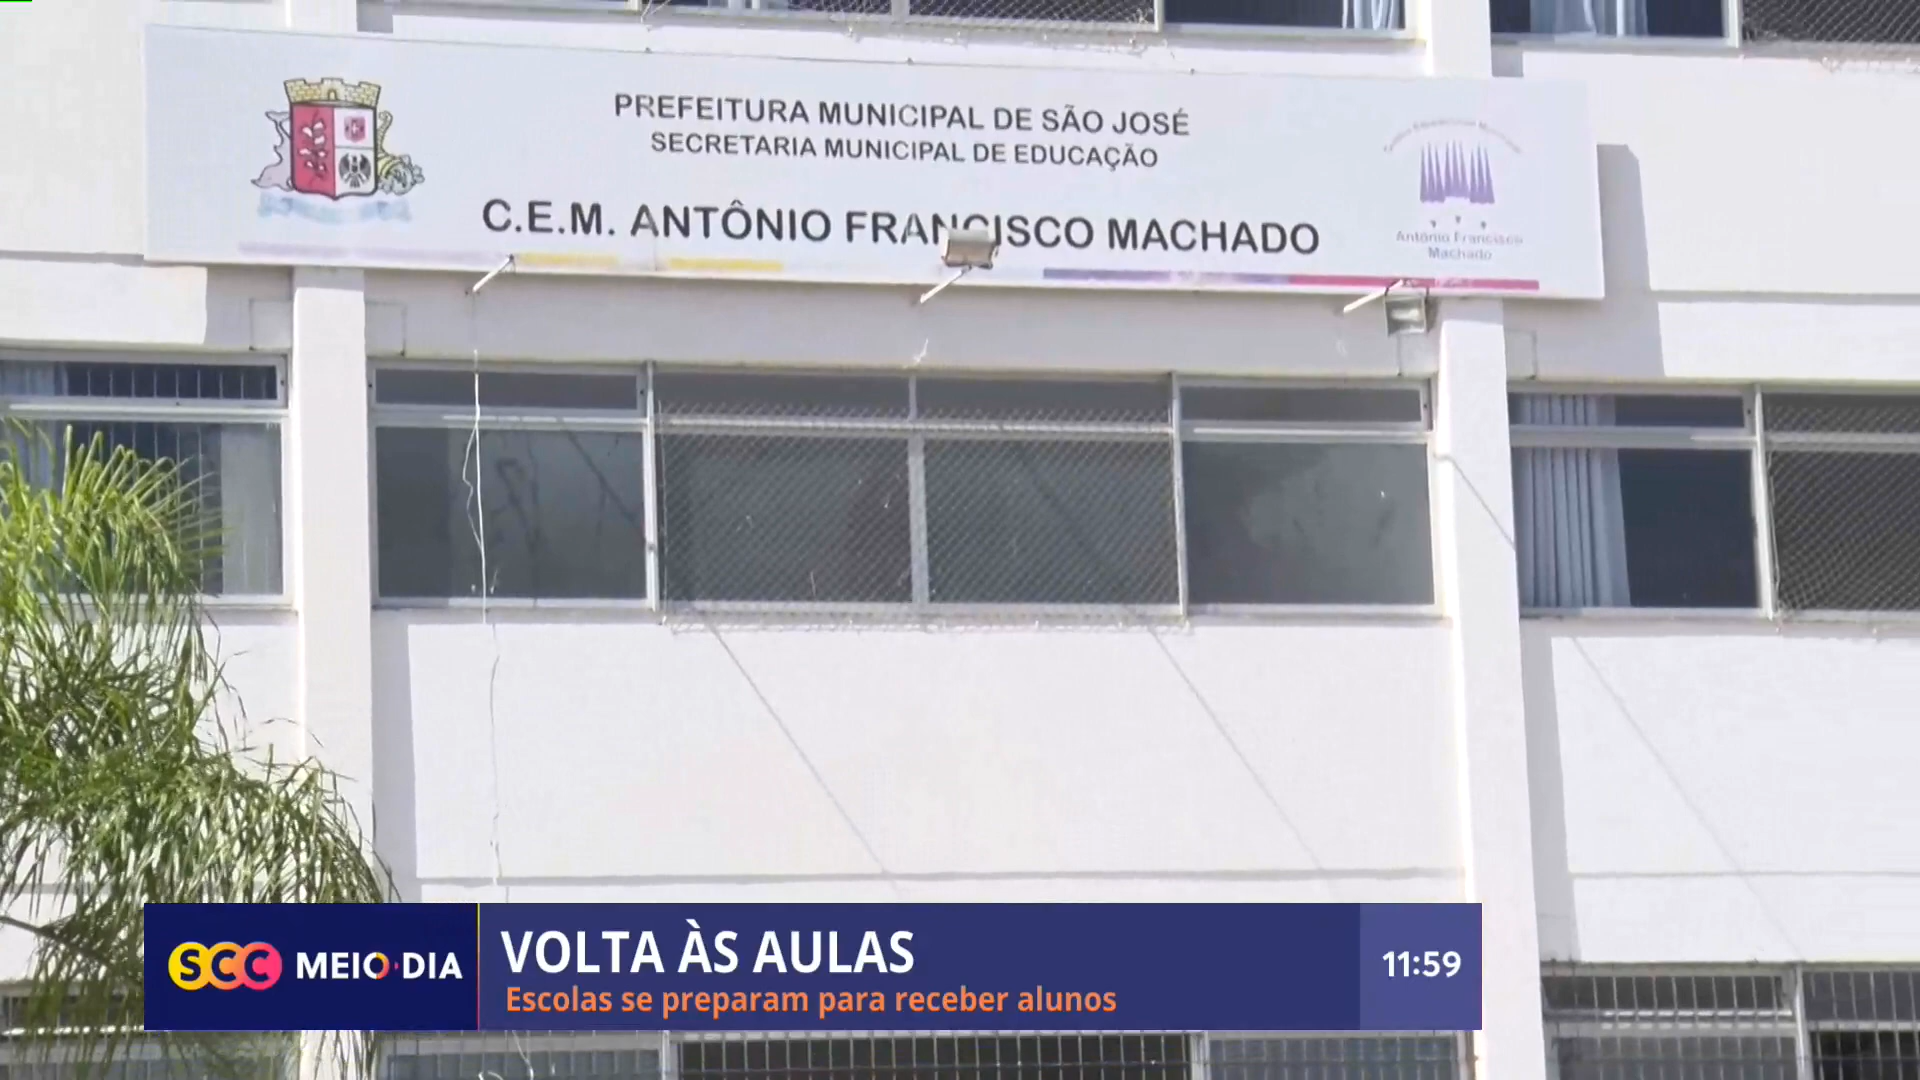 PREFEITURA MUNICIPAL DE SÃO JOSÉ
SECRETARIA MUNICIPAL DE EDUCAÇÃO
C.E.M. ANTÔNIO FRANCISCO MACHADO
Antônio Francisco
Machado
SCC MEIO-DIA
VOLTA ÀS AULAS
Escolas se preparam para receber alunos
11:59